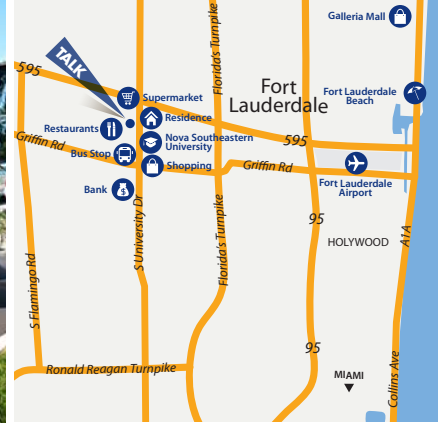 Galleria Mall
Florida's Turnpike
TALK
595
Supermarket
Fort
Lauderdale
Fort Lauderdale
Beach
Residence
Restaurants
Griffin Rd
Nova Southeastern
University
595
Bus Stop
Shopping
Griffin Rd
Fort Lauderdale
Airport
Bank
S University Dr
Florida's Turnpike
95
A1A
HOLYWOOD
S Flamingo Rd
95
Ronald Reagan Turnpike
MIAMI
Collins Ave